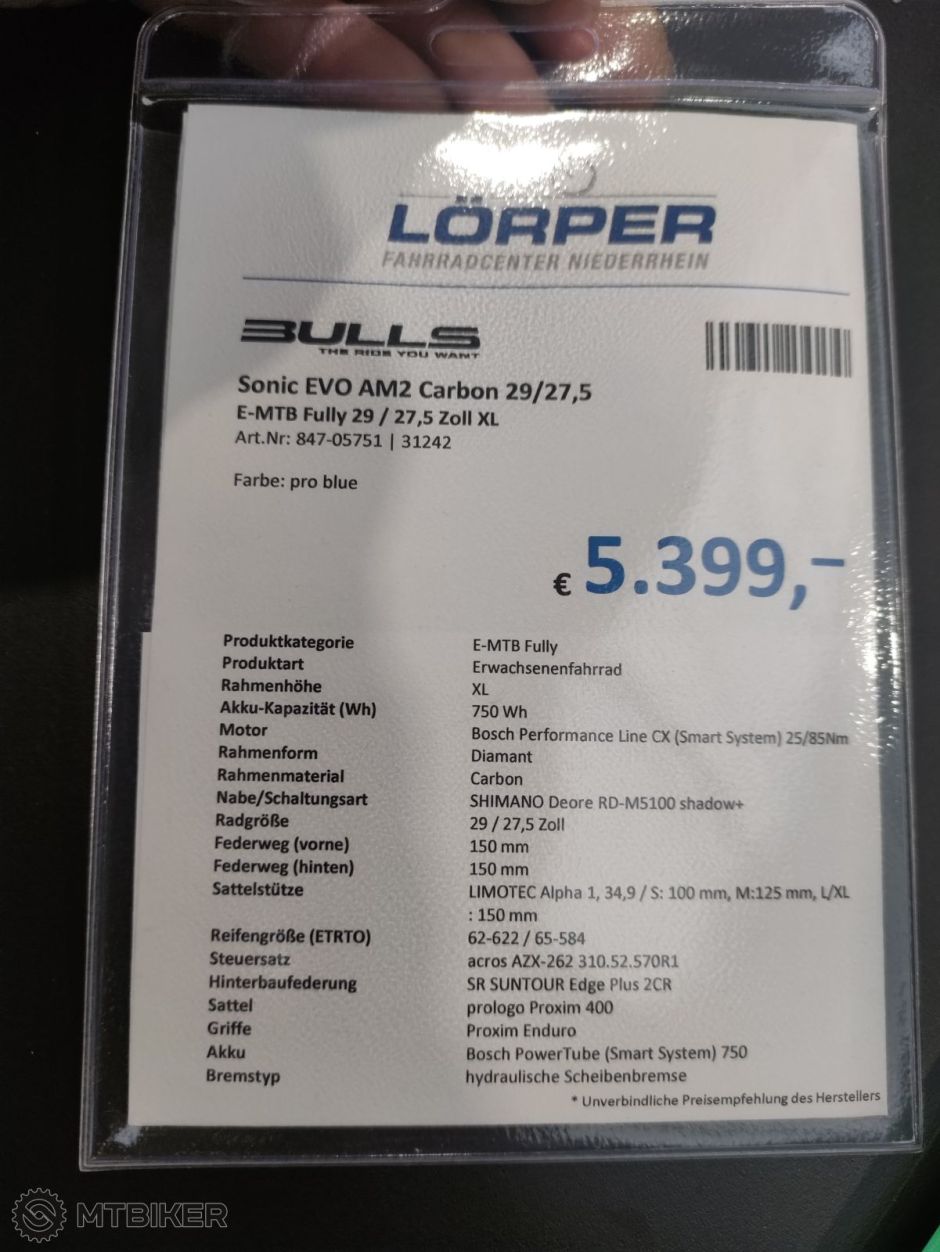 LÖRPER
FAHRRADCENTER NIEDERRHEIN
BULLS
THE RIDE YOU WANT
Sonic EVO AM2 Carbon 29/27,5
E-MTB Fully 29 / 27,5 Zoll XL
Art.Nr: 847-05751 | 31242
Farbe: pro blue
€ 5.399,–
Produktkategorie E-MTB Fully
Produktart Erwachsenenfahrrad
Rahmenhöhe XL
Akku-Kapazität (Wh) 750 Wh
Motor Bosch Performance Line CX (Smart System) 25/85Nm
Rahmenform Diamant
Rahmenmaterial Carbon
Nabe/Schaltungsart SHIMANO Deore RD-M5100 shadow+
Radgröße 29 / 27,5 Zoll
Federweg (vorne) 150 mm
Federweg (hinten) 150 mm
Sattelstütze LIMOTEC Alpha 1, 34,9 / S: 100 mm, M:125 mm, L/XL
: 150 mm
Reifengröße (ETRTO) 62-622 / 65-584
Steuersatz acros AZX-262 310.52.570R1
Hinterbaufederung SR SUNTOUR Edge Plus 2CR
Sattel prologo Proxim 400
Griffe Proxim Enduro
Akku Bosch PowerTube (Smart System) 750
Bremstyp hydraulische Scheibenbremse
* Unverbindliche Preisempfehlung des Herstellers
MTBIKER